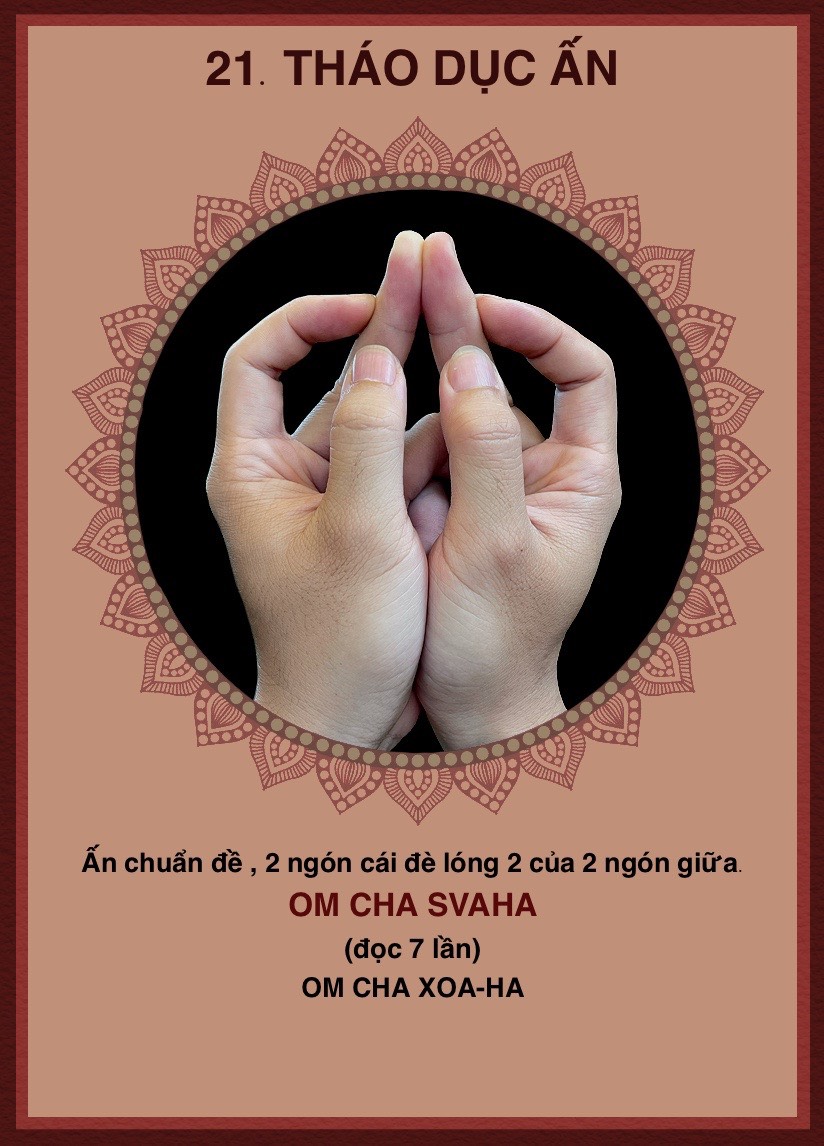 21. THÁO DỤC ẤN
Ấn chuẩn đề , 2 ngón cái đè lóng 2 của 2 ngón giữa.
OM CHA SVAHA
(đọc 7 lần)
OM CHA XOA-HA